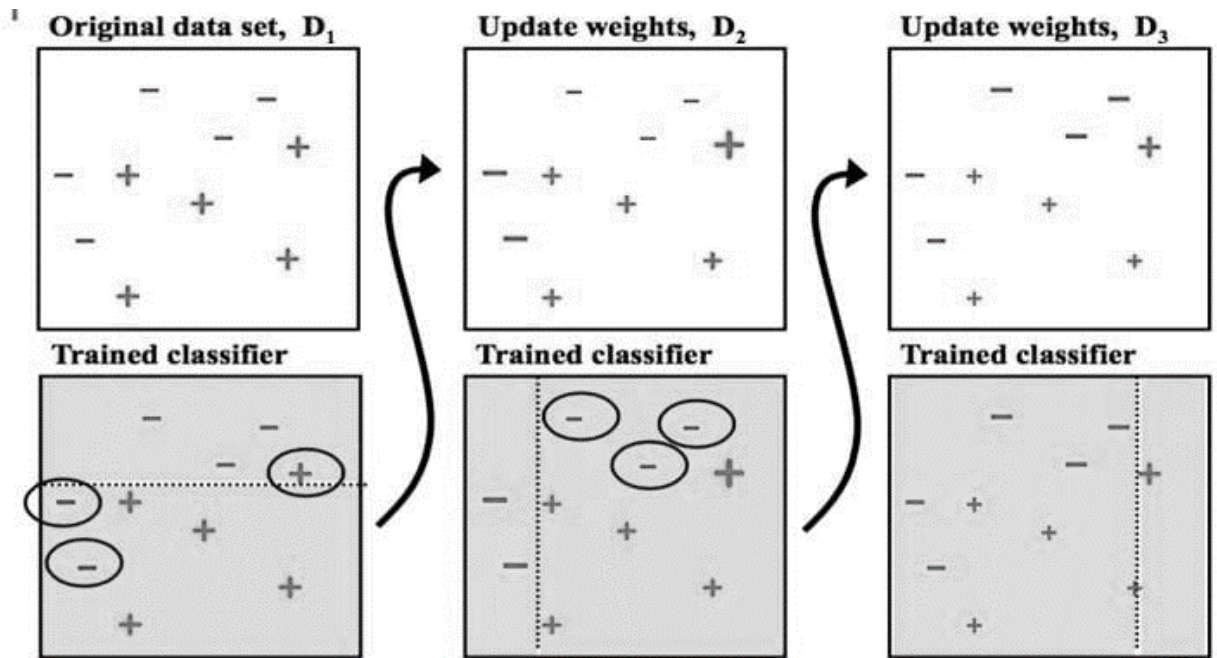 Original data set, D₁
Update weights, D₂
Update weights, D₃
Trained classifier
Trained classifier
Trained classifier